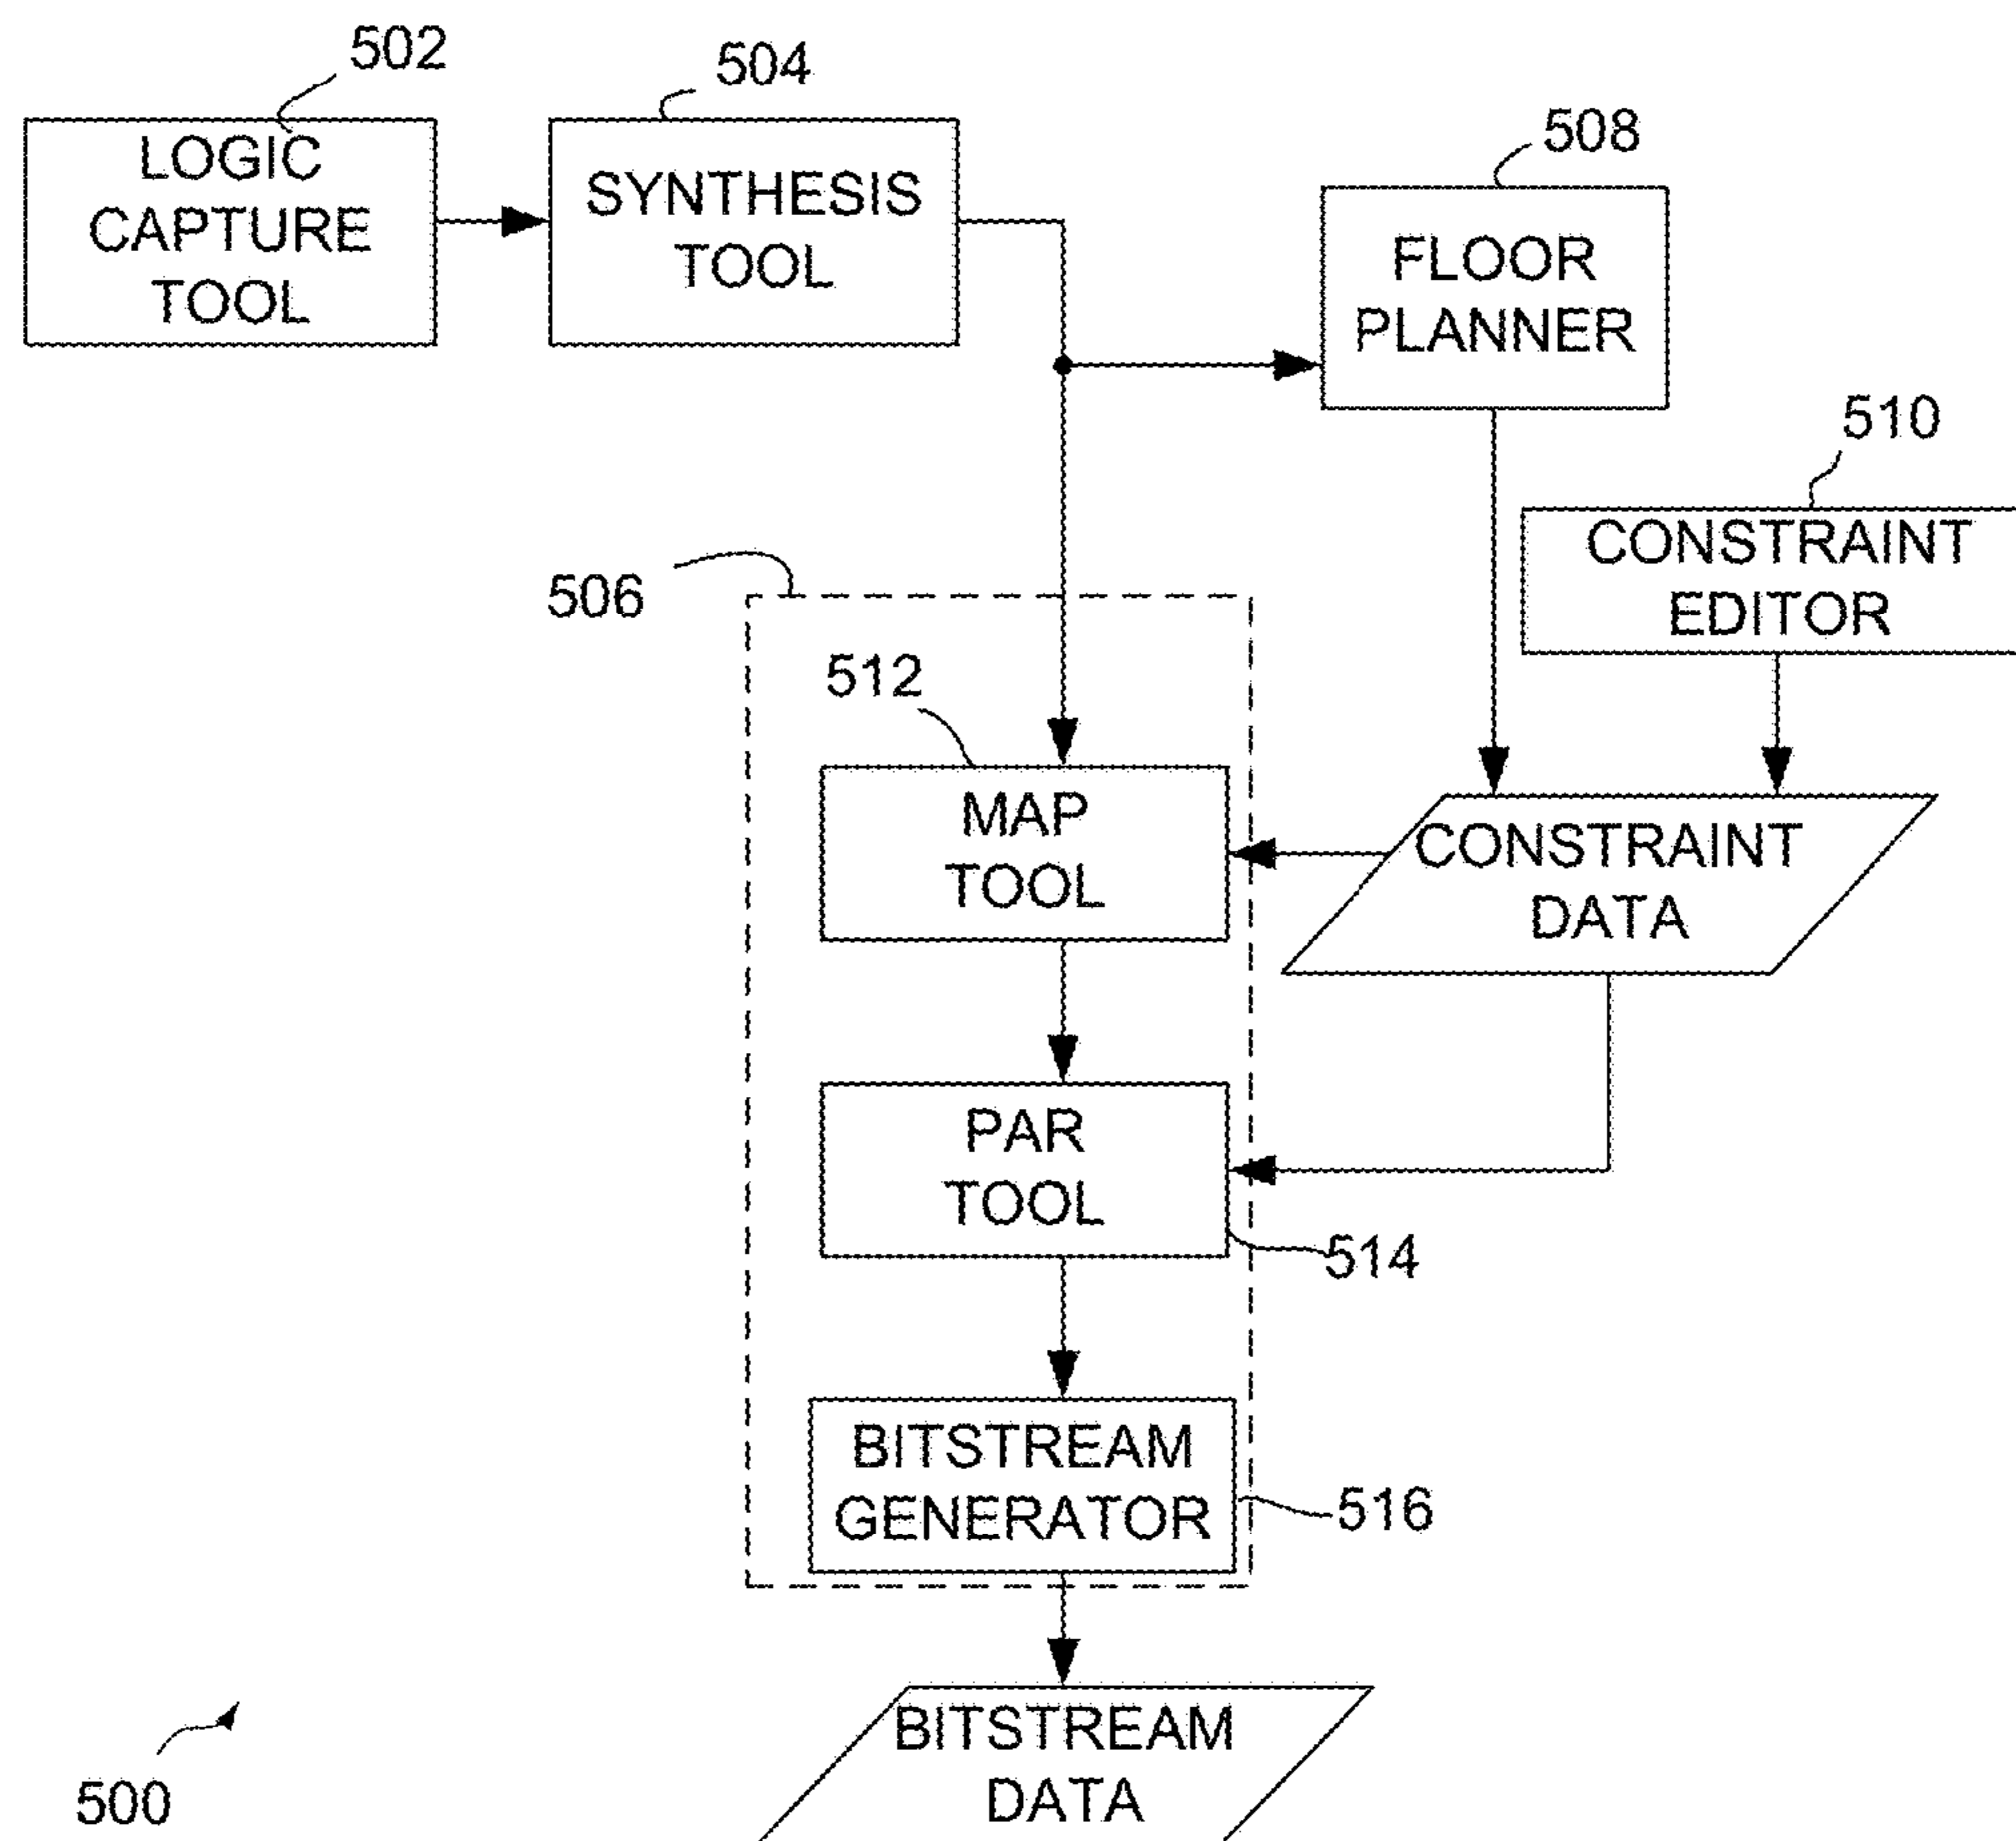 502
504
508
LOGIC
CAPTURE
TOOL
SYNTHESIS
TOOL
FLOOR
PLANNER
510
CONSTRAINT
EDITOR
506
512
MAP
TOOL
CONSTRAINT
DATA
PAR
TOOL
514
BITSTREAM
GENERATOR
516
BITSTREAM
DATA
500